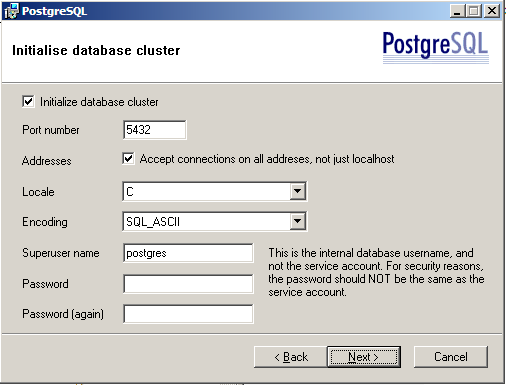 PostgreSQL
Initialise database cluster
PostgreSQL
Initialize database cluster
Port number
5432
Addresses
Accept connections on all addreses, not just localhost
Locale
C
Encoding
SQL_ASCII
Superuser name
postgres
This is the internal database username, and
not the service account. For security reasons,
the password should NOT be the same as the
service account.
Password
Password (again)
< Back
Next >
Cancel